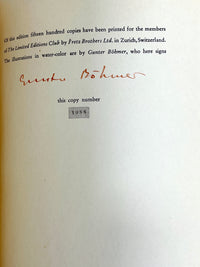 Of this edition fifteen hundred copies have been printed for the members
of The Limited Editions Club by Fretz Brothers Ltd. in Zurich, Switzerland.
The illustrations in water-color are by Gunter Böhmer, who here signs
Gunter Böhmer
this copy number